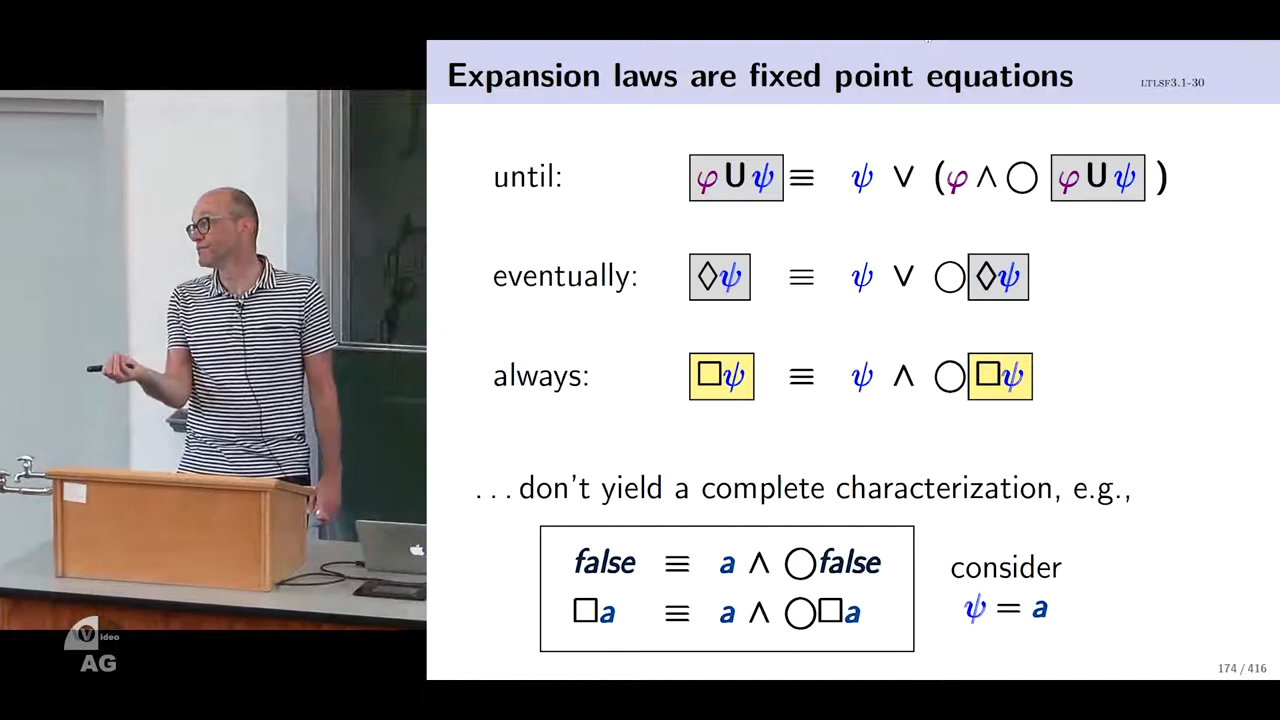 Expansion laws are fixed point equations LTLSF3.1-30
until: φ U ψ ≡ ψ ∨ (φ ∧ ◯ φ U ψ )
eventually: ◊ψ ≡ ψ ∨ ◯ ◊ψ
always: □ψ ≡ ψ ∧ ◯ □ψ
...don't yield a complete characterization, e.g.,
false ≡ a ∧ ◯false
□a ≡ a ∧ ◯□a
consider
ψ = a
Video
AG
174 / 416